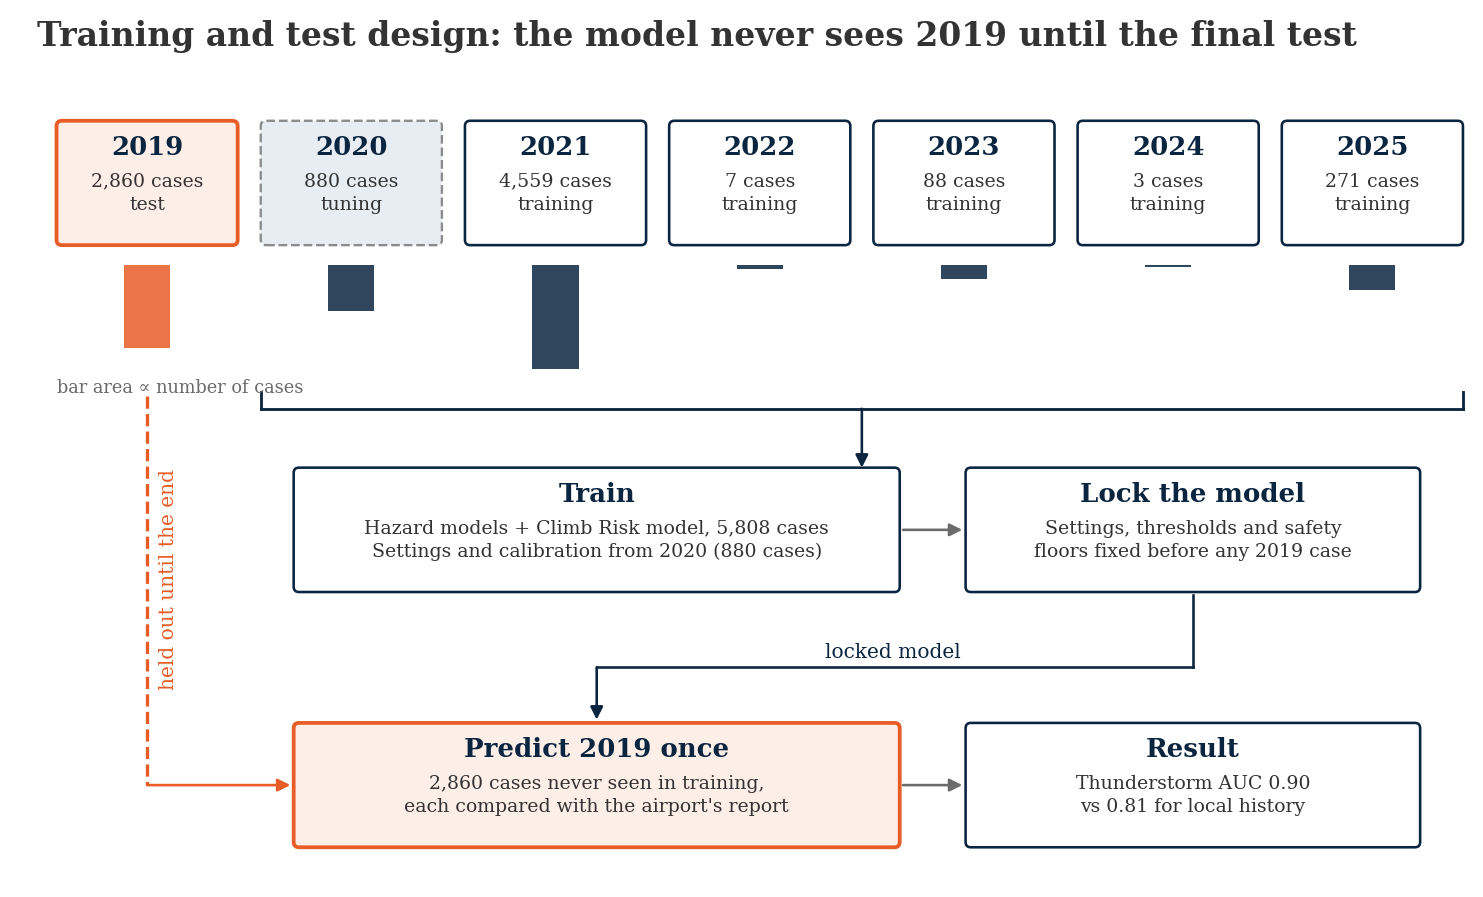 Training and test design: the model never sees 2019 until the final test
2019
2,860 cases
test
2020
880 cases
tuning
2021
4,559 cases
training
2022
7 cases
training
2023
88 cases
training
2024
3 cases
training
2025
271 cases
training
bar area ∝ number of cases
held out until the end
Train
Hazard models + Climb Risk model, 5,808 cases
Settings and calibration from 2020 (880 cases)
Lock the model
Settings, thresholds and safety
floors fixed before any 2019 case
locked model
Predict 2019 once
2,860 cases never seen in training,
each compared with the airport's report
Result
Thunderstorm AUC 0.90
vs 0.81 for local history